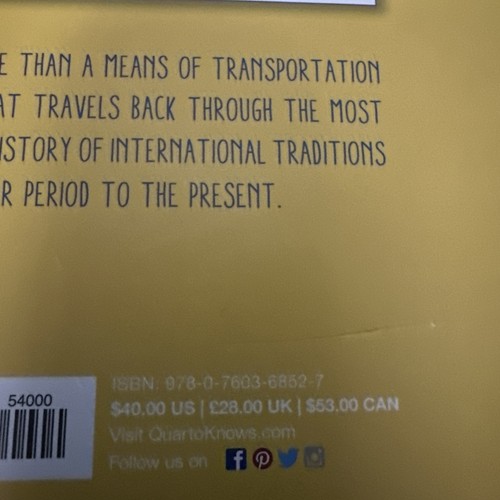 E THAN A MEANS OF TRANSPORTATION
AT TRAVELS BACK THROUGH THE MOST
ISTORY OF INTERNATIONAL TRADITIONS
R PERIOD TO THE PRESENT.
54000
ISBN: 978-0-7603-6852-7
$40.00 US | £28.00 UK | $53.00 CAN
Visit QuartoKnows.com
Follow us on